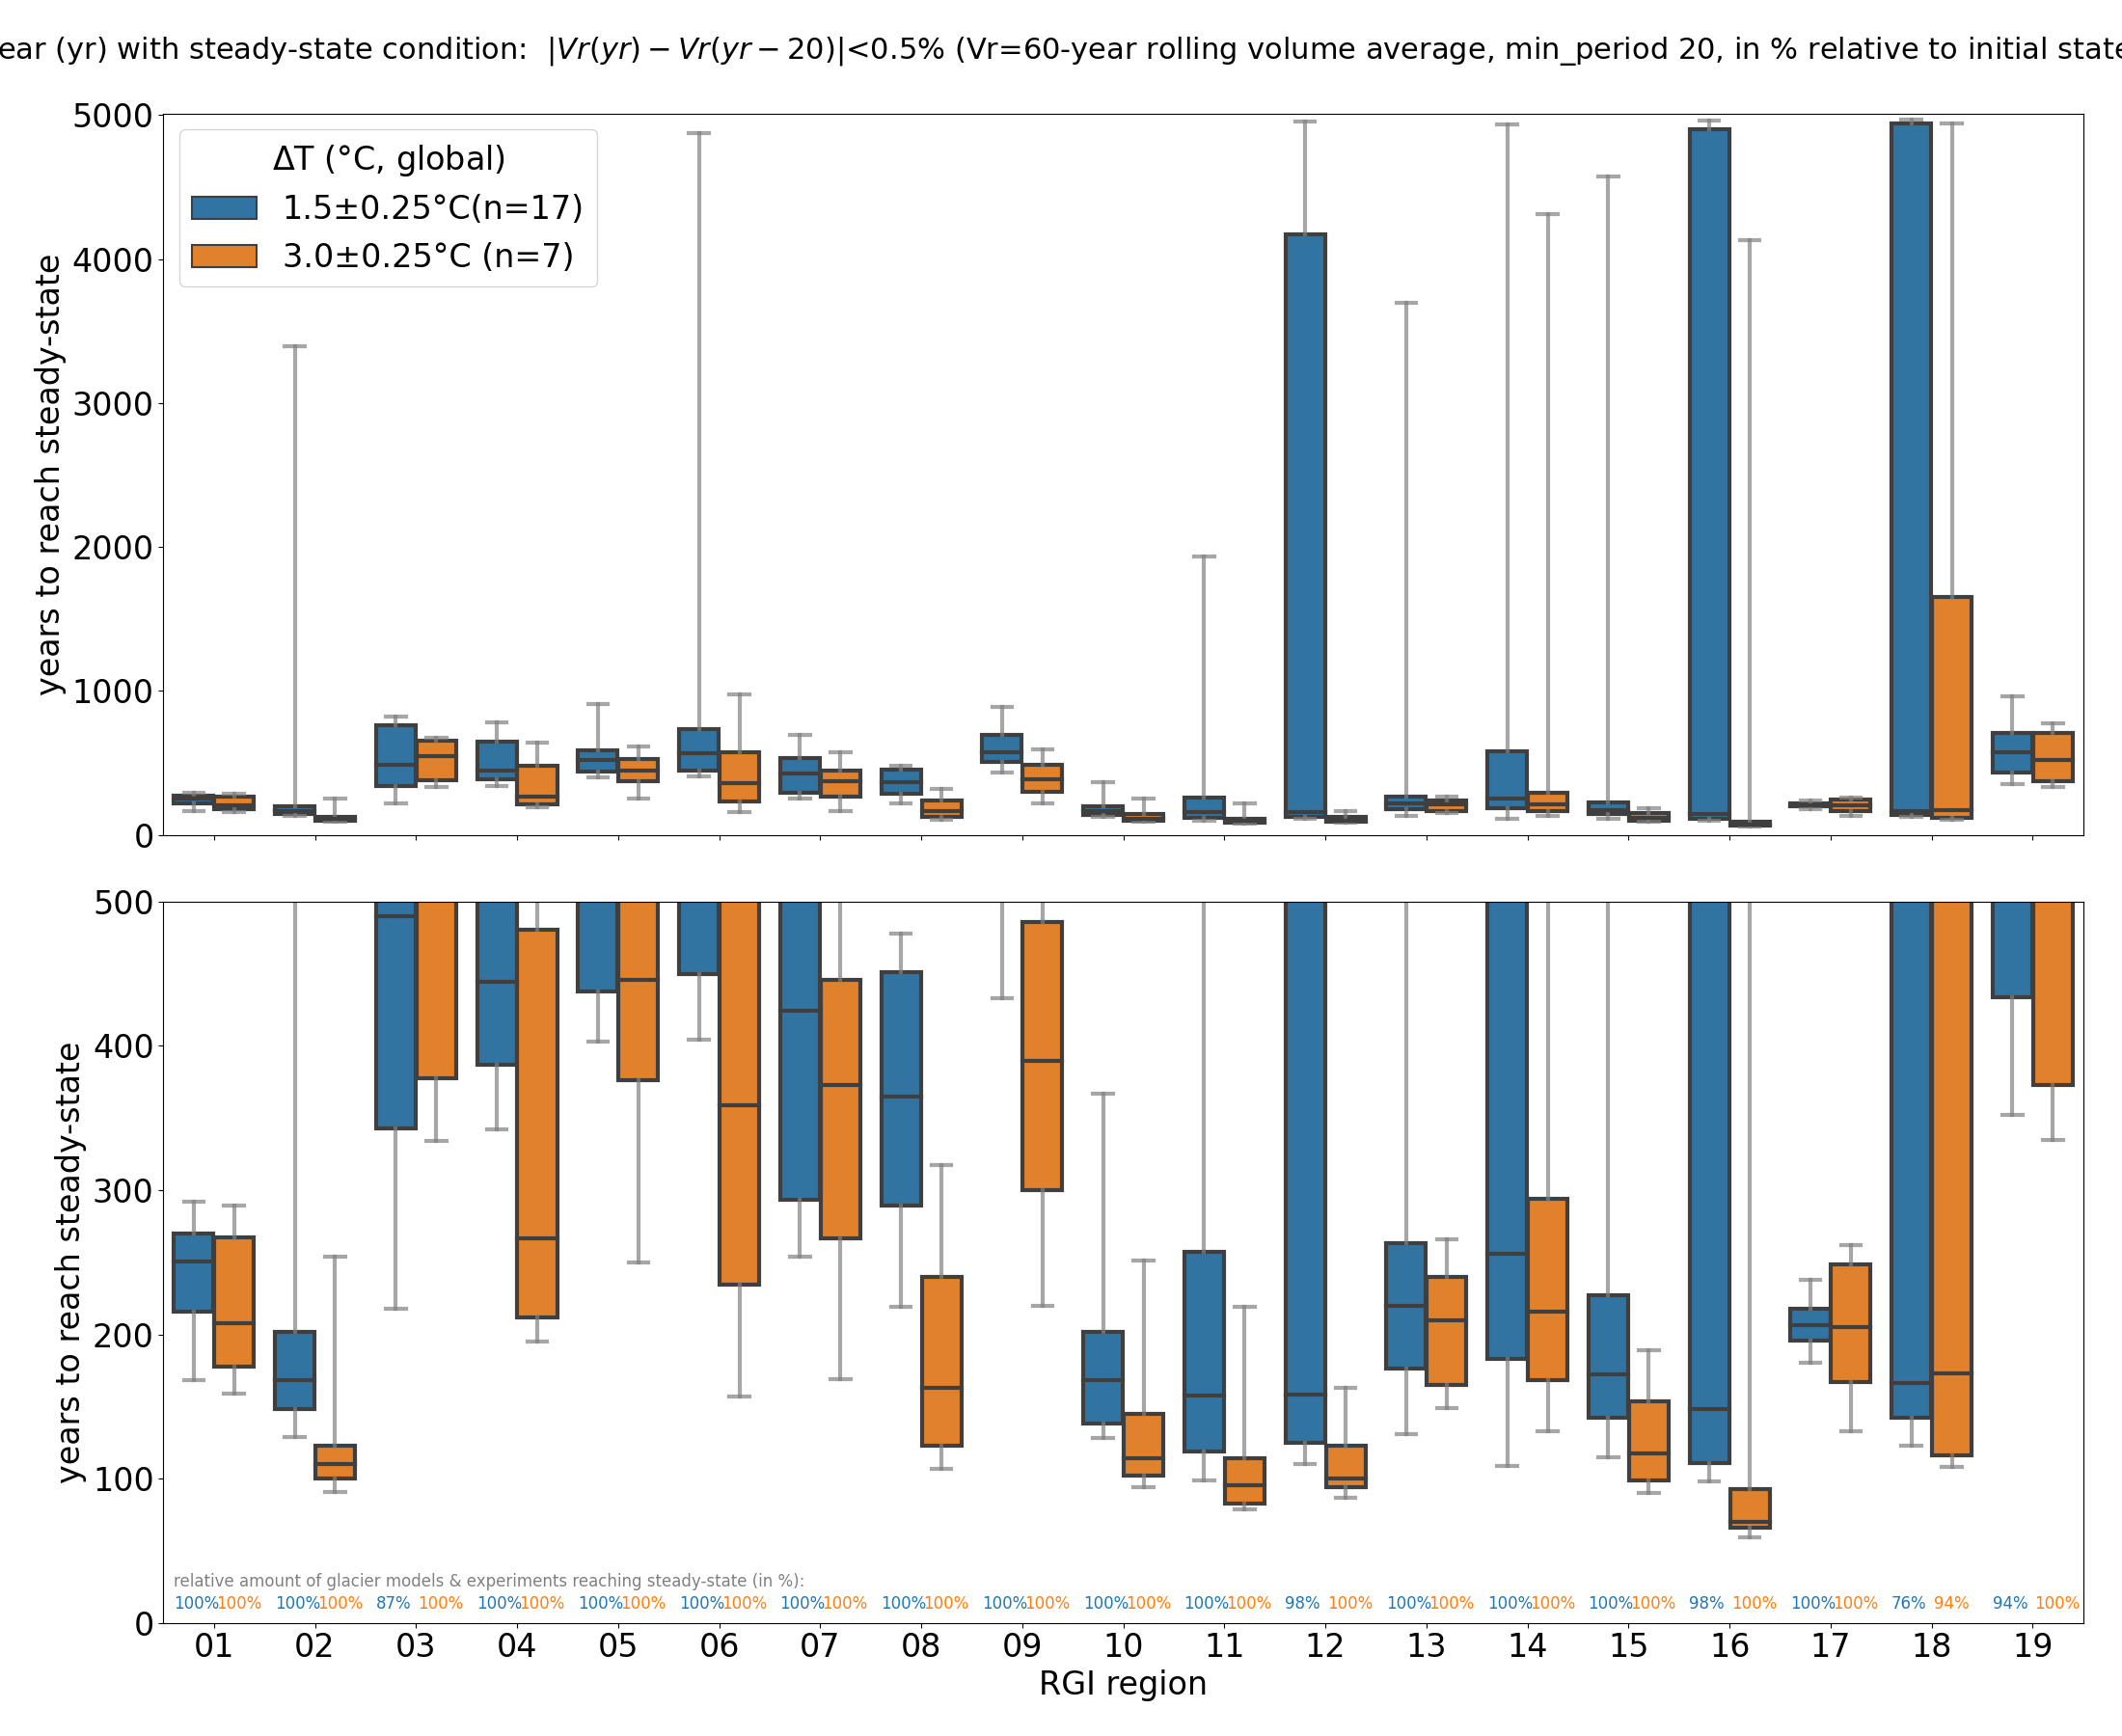 ear (yr) with steady-state condition: |Vr(yr) − Vr(yr − 20)|<0.5% (Vr=60-year rolling volume average, min_period 20, in % relative to initial state
5000
4000
3000
2000
1000
0
years to reach steady-state
ΔT (°C, global)
1.5±0.25°C(n=17)
3.0±0.25°C (n=7)
500
400
300
200
100
0
years to reach steady-state
relative amount of glacier models & experiments reaching steady-state (in %):
100% 100% 100% 100% 87% 100% 100% 100% 100% 100% 100% 100% 100% 100% 100% 100% 100% 100% 100% 100% 100% 100% 98% 100% 100% 100% 100% 100% 100% 100% 98% 100% 100% 100% 76% 94% 94% 100%
01 02 03 04 05 06 07 08 09 10 11 12 13 14 15 16 17 18 19
RGI region